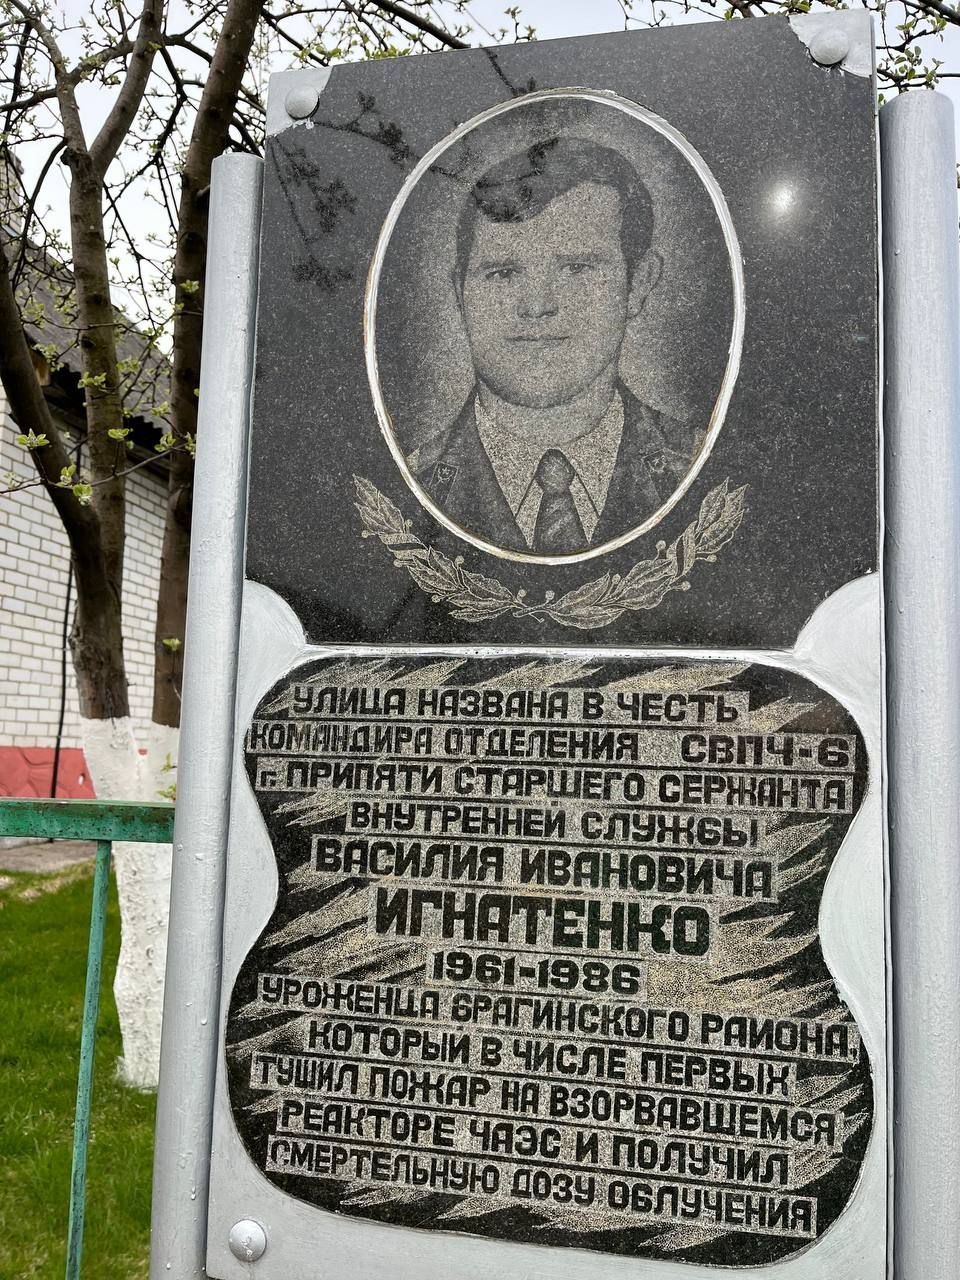 УЛИЦА НАЗВАНА В ЧЕСТЬ
КОМАНДИРА ОТДЕЛЕНИЯ СВПЧ-6
г. ПРИПЯТИ СТАРШЕГО СЕРЖАНТА
ВНУТРЕННЕЙ СЛУЖБЫ
ВАСИЛИЯ ИВАНОВИЧА
ИГНАТЕНКО
1961-1986
УРОЖЕНЦА БРАГИНСКОГО РАЙОНА,
КОТОРЫЙ В ЧИСЛЕ ПЕРВЫХ
ТУШИЛ ПОЖАР НА ВЗОРВАВШЕМСЯ
РЕАКТОРЕ ЧАЭС И ПОЛУЧИЛ
СМЕРТЕЛЬНУЮ ДОЗУ ОБЛУЧЕНИЯ